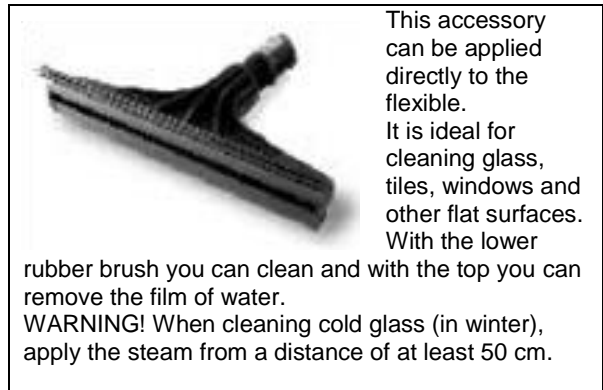 This accessory
can be applied
directly to the
flexible.
It is ideal for
cleaning glass,
tiles, windows and
other flat surfaces.
With the lower
rubber brush you can clean and with the top you can
remove the film of water.
WARNING! When cleaning cold glass (in winter),
apply the steam from a distance of at least 50 cm.